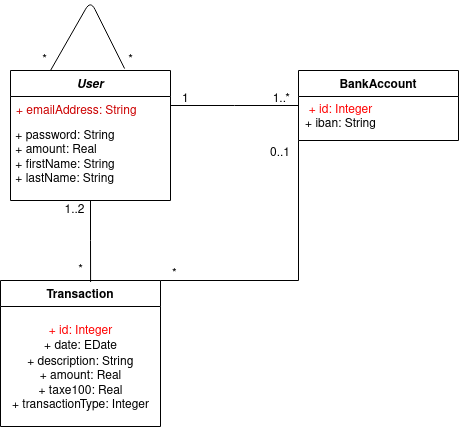 * *
User
+ emailAddress: String
+ password: String
+ amount: Real
+ firstName: String
+ lastName: String
1 1..*
BankAccount
+ id: Integer
+ iban: String
0..1
1..2
* *
Transaction
+ id: Integer
+ date: EDate
+ description: String
+ amount: Real
+ taxe100: Real
+ transactionType: Integer